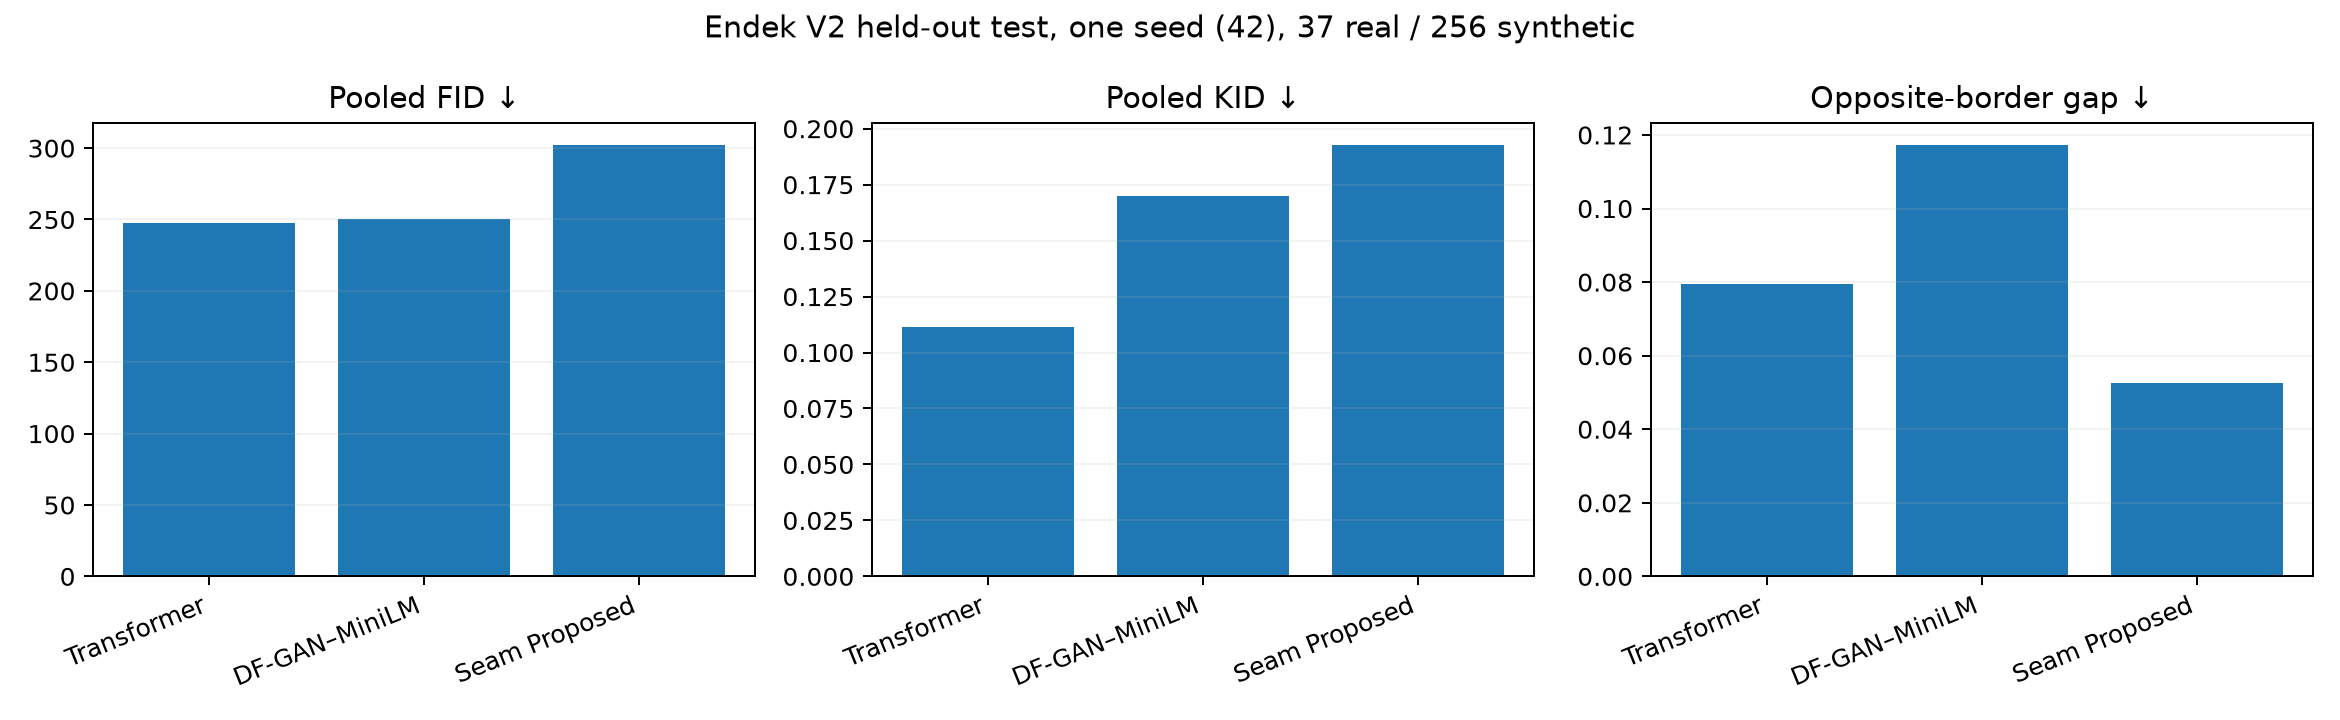 Endek V2 held-out test, one seed (42), 37 real / 256 synthetic
Pooled FID ↓
300
250
200
150
100
50
0
Transformer
DF-GAN–MiniLM
Seam Proposed
Pooled KID ↓
0.200
0.175
0.150
0.125
0.100
0.075
0.050
0.025
0.000
Transformer
DF-GAN–MiniLM
Seam Proposed
Opposite-border gap ↓
0.12
0.10
0.08
0.06
0.04
0.02
0.00
Transformer
DF-GAN–MiniLM
Seam Proposed